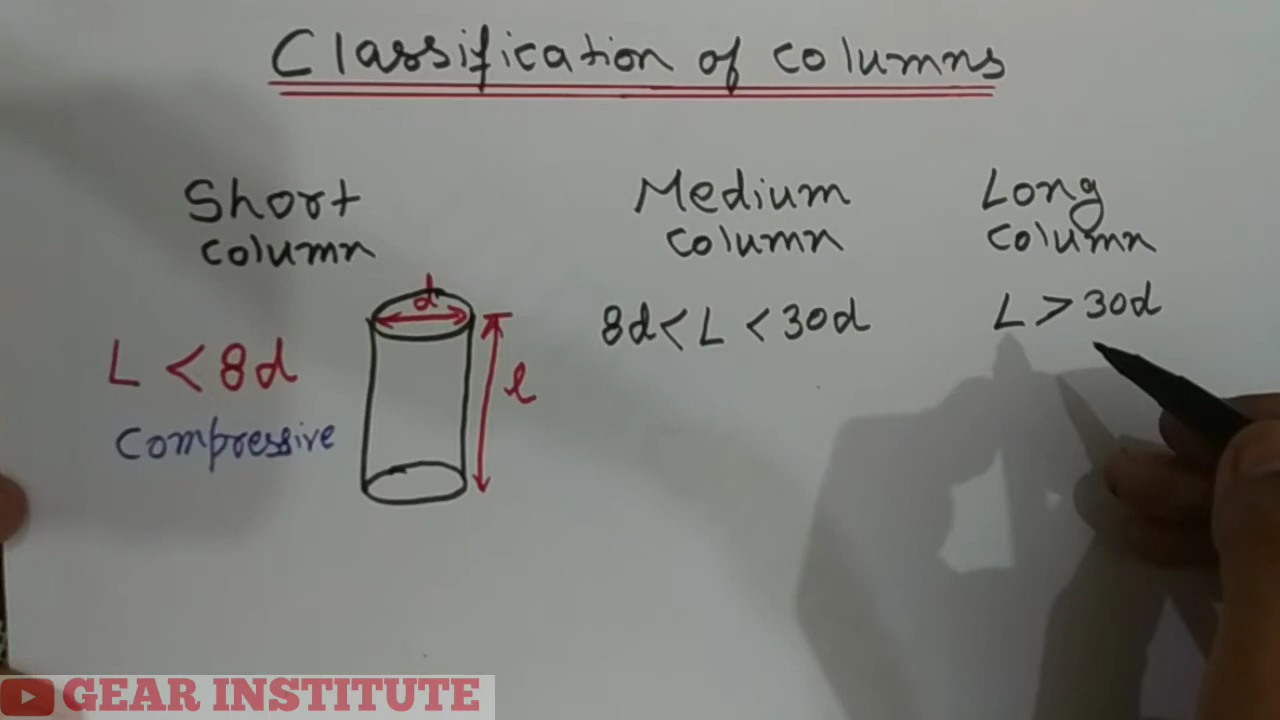 Classification of columns
Short
column
d
L < 8d
l
Compressive
Medium
column
8d < L < 30d
Long
column
L > 30d
GEAR INSTITUTE